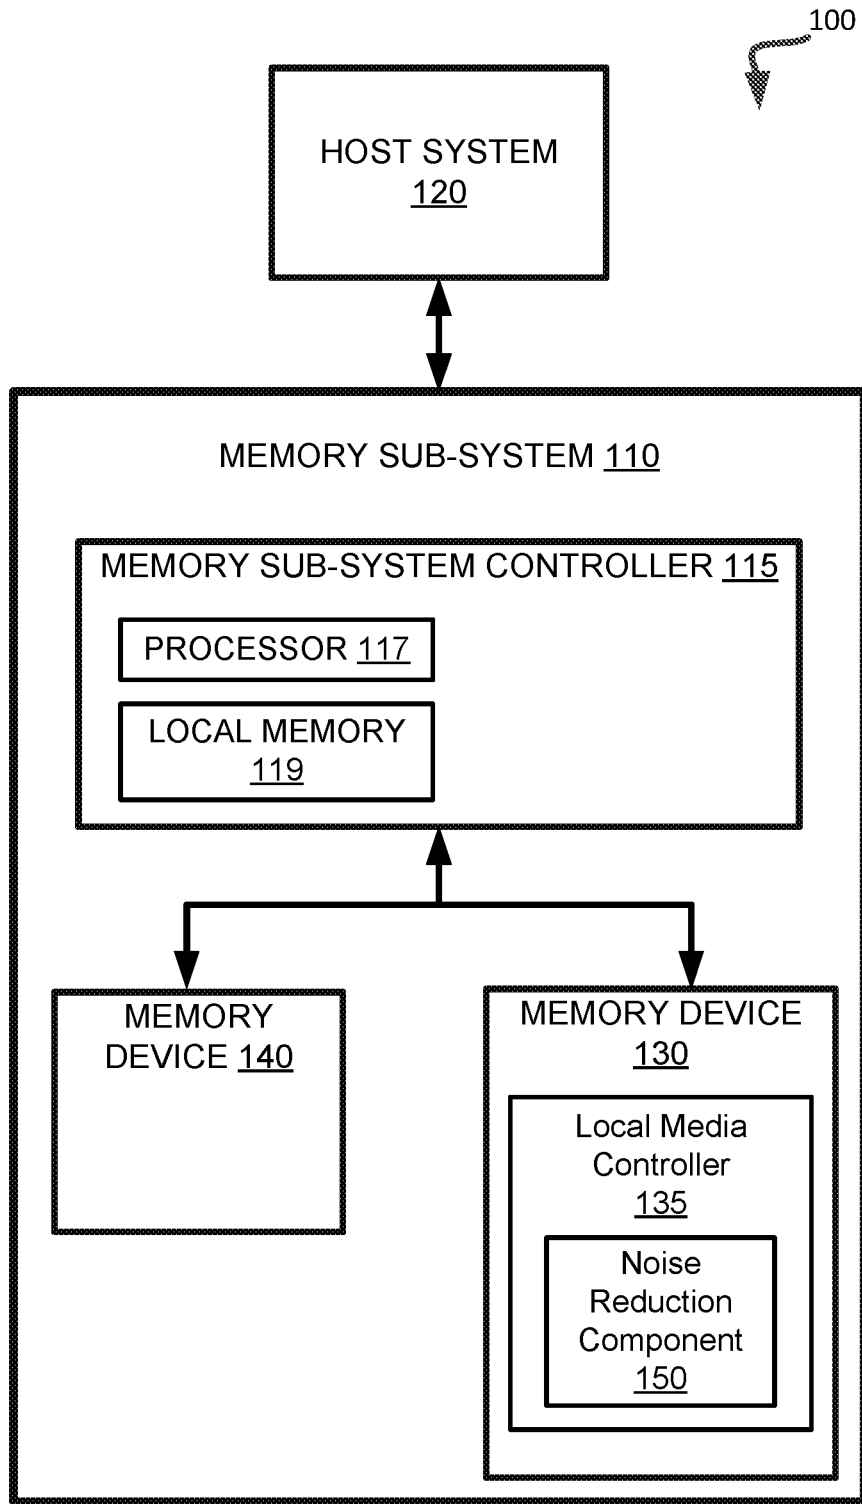 100
HOST SYSTEM
120
MEMORY SUB-SYSTEM 110
MEMORY SUB-SYSTEM CONTROLLER 115
PROCESSOR 117
LOCAL MEMORY
119
MEMORY
DEVICE 140
MEMORY DEVICE
130
Local Media
Controller
135
Noise
Reduction
Component
150